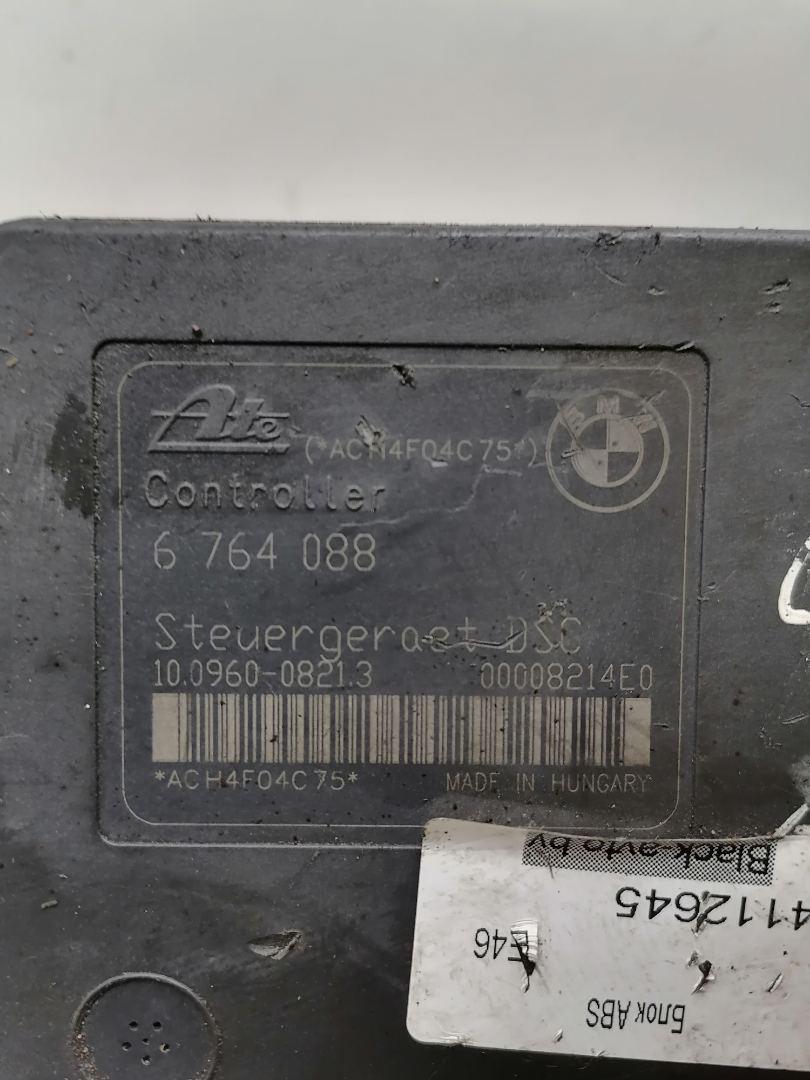 Ate
(*ACH4F04C75*)
BMW
Controller
6 764 088
Steuergeraet DSC
10.0960-0821.3 00008214E0
*ACH4F04C75* MADE IN HUNGARY
Блок ABS
E46
4112645
Black avto by